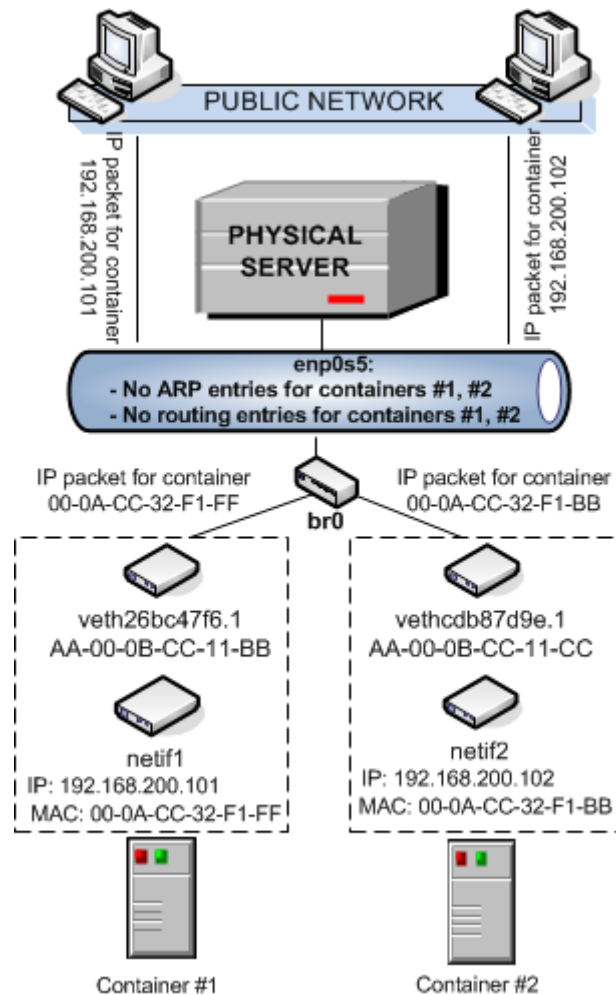 PUBLIC NETWORK
IP packet for container
192.168.200.101
IP packet for container
192.168.200.102
PHYSICAL
SERVER
enp0s5:
- No ARP entries for containers #1, #2
- No routing entries for containers #1, #2
IP packet for container
00-0A-CC-32-F1-FF
IP packet for container
00-0A-CC-32-F1-BB
br0
veth26bc47f6.1
AA-00-0B-CC-11-BB
vethcdb87d9e.1
AA-00-0B-CC-11-CC
netif1
IP: 192.168.200.101
MAC: 00-0A-CC-32-F1-FF
netif2
IP: 192.168.200.102
MAC: 00-0A-CC-32-F1-BB
Container #1
Container #2